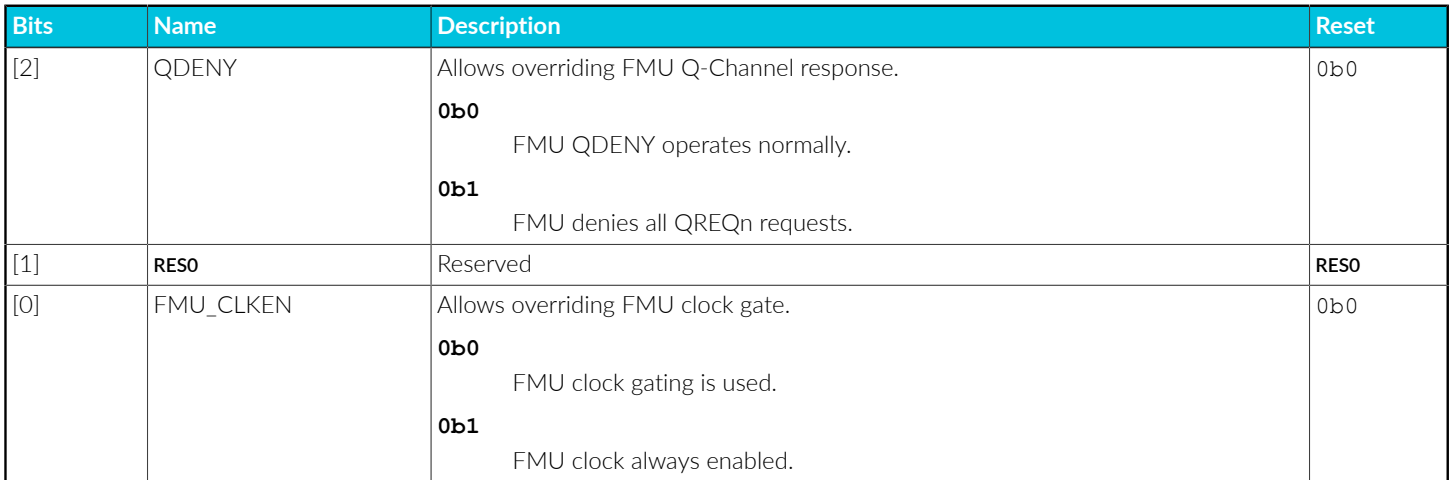 Bits Name Description Reset
[2] QDENY Allows overriding FMU Q-Channel response. 0b0
0b0
FMU QDENY operates normally.
0b1
FMU denies all QREQn requests.
[1] RES0 Reserved RES0
[0] FMU_CLKEN Allows overriding FMU clock gate. 0b0
0b0
FMU clock gating is used.
0b1
FMU clock always enabled.